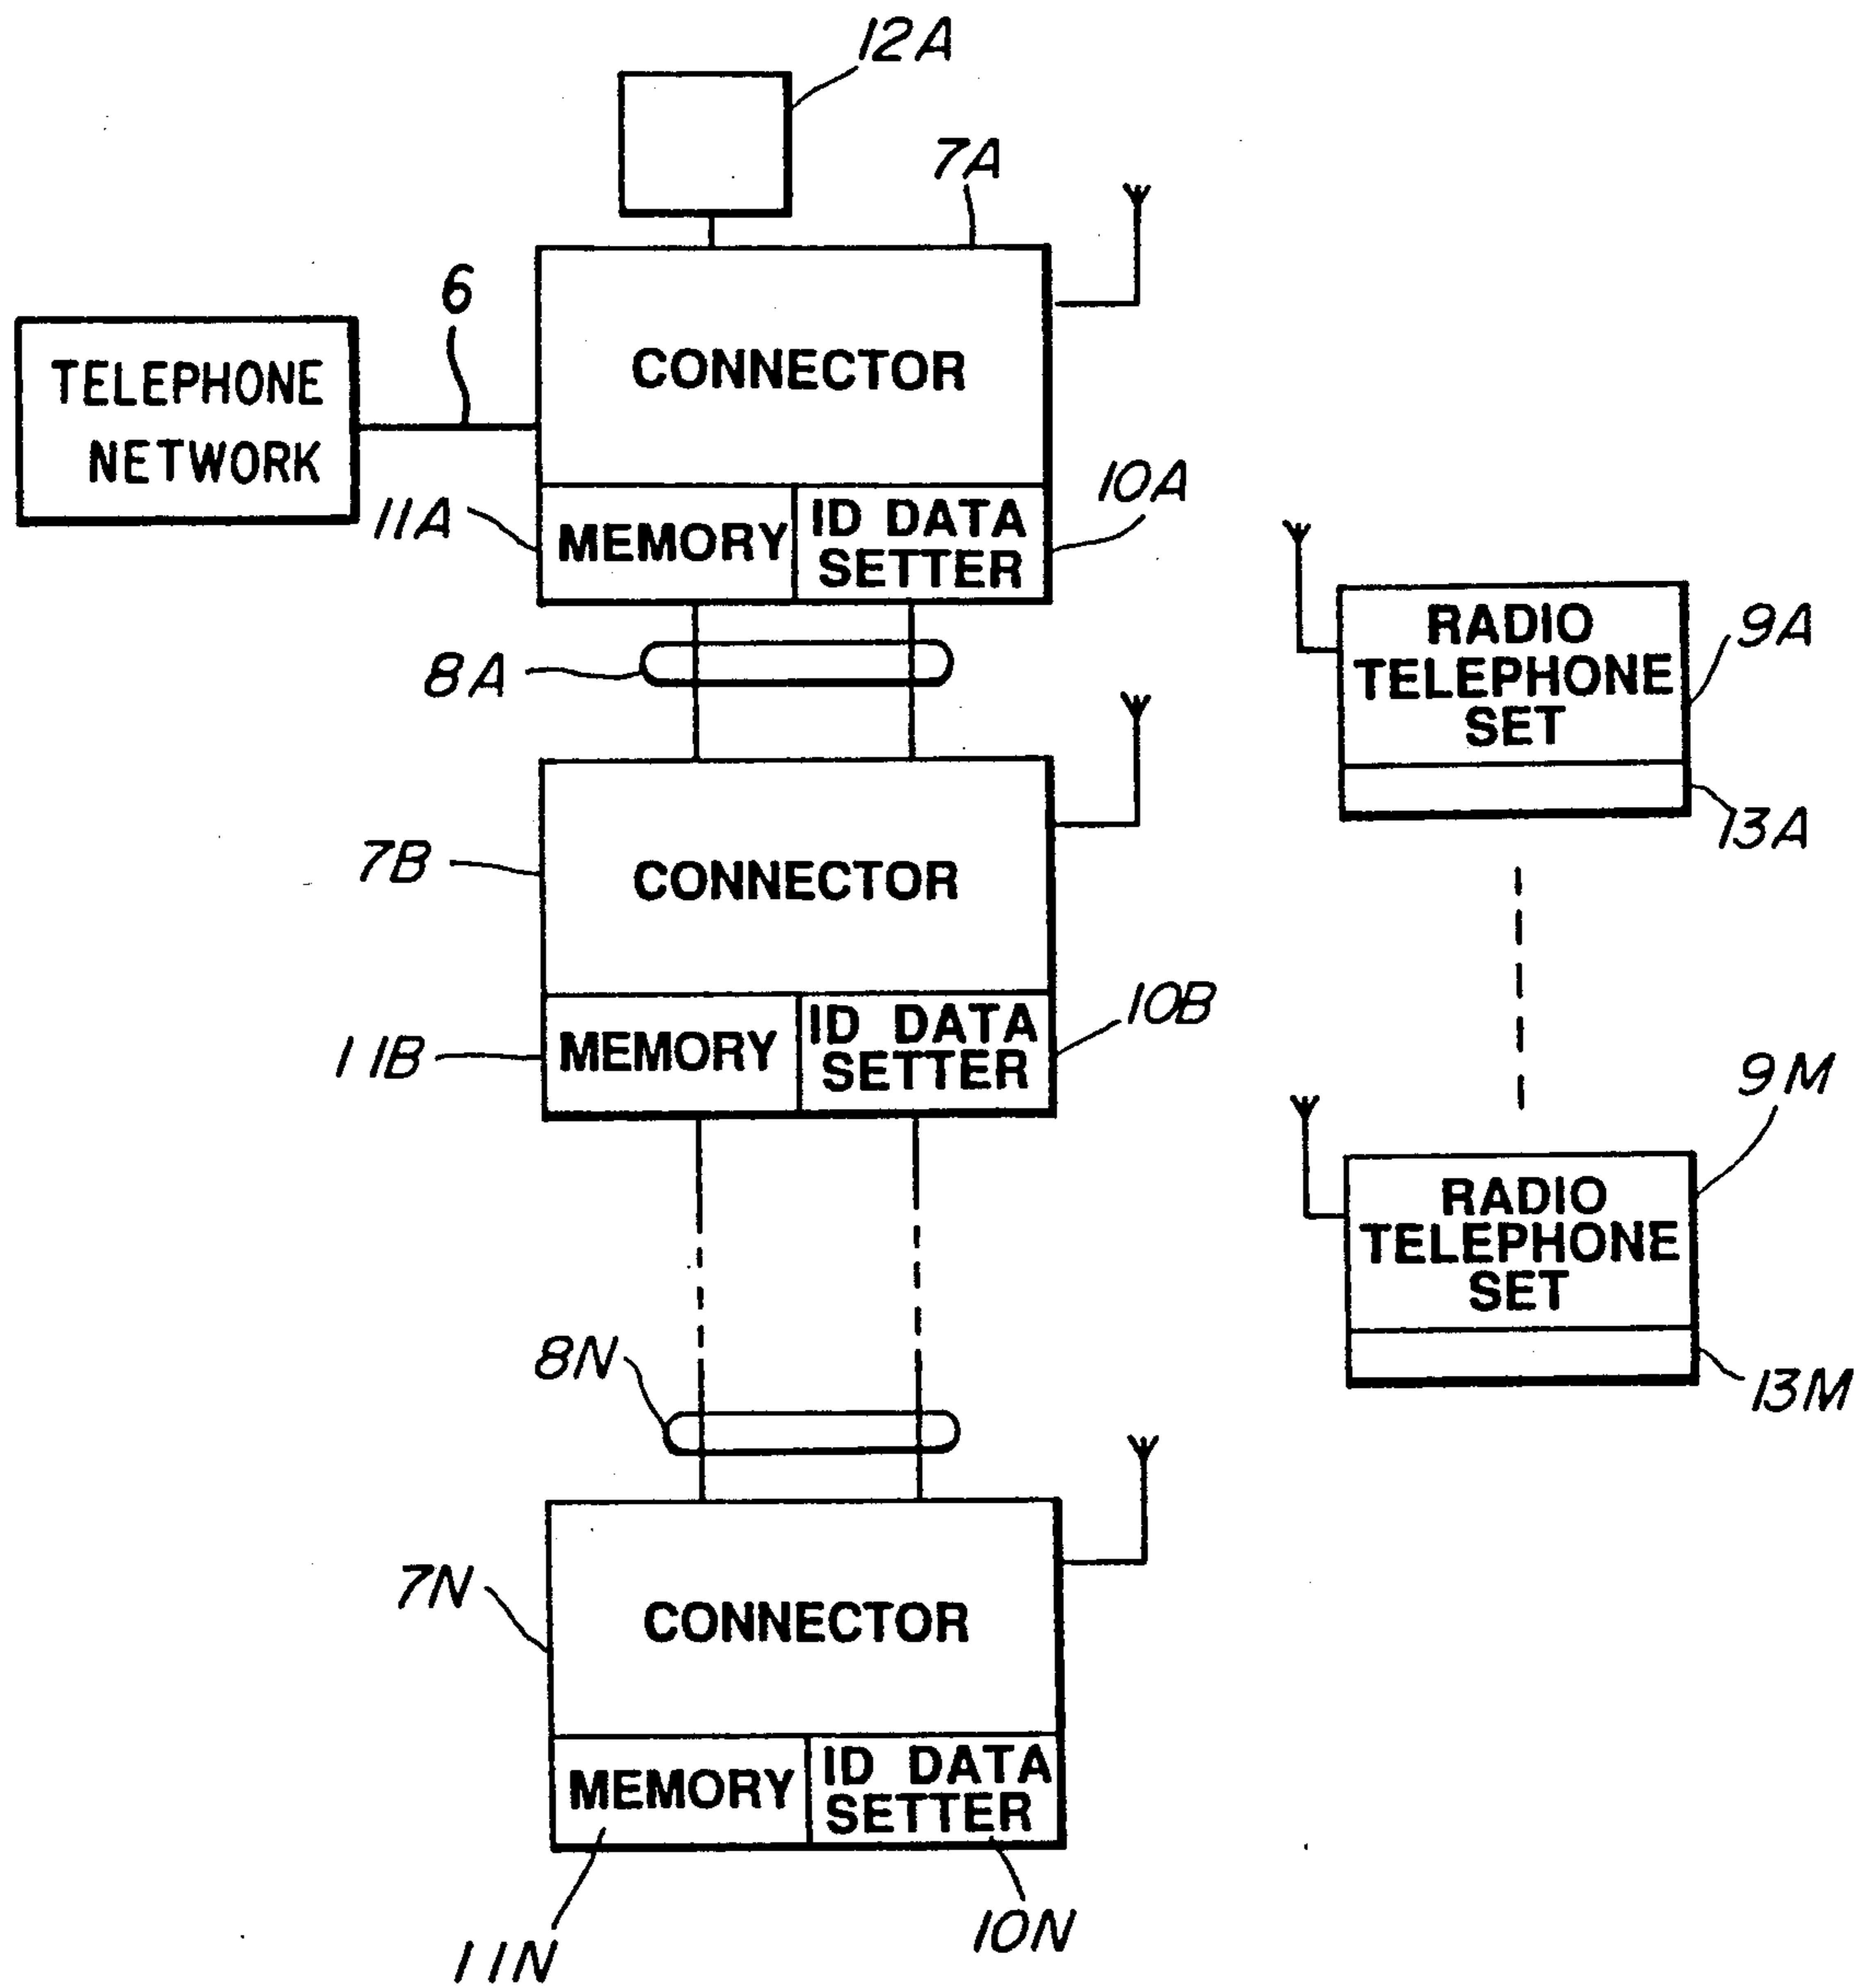 12A
7A
6
TELEPHONE
NETWORK
CONNECTOR
11A
MEMORY
ID DATA
SETTER
10A
8A
RADIO
TELEPHONE
SET
9A
13A
7B
CONNECTOR
11B
MEMORY
ID DATA
SETTER
10B
9M
RADIO
TELEPHONE
SET
13M
8N
7N
CONNECTOR
MEMORY
ID DATA
SETTER
11N
10N